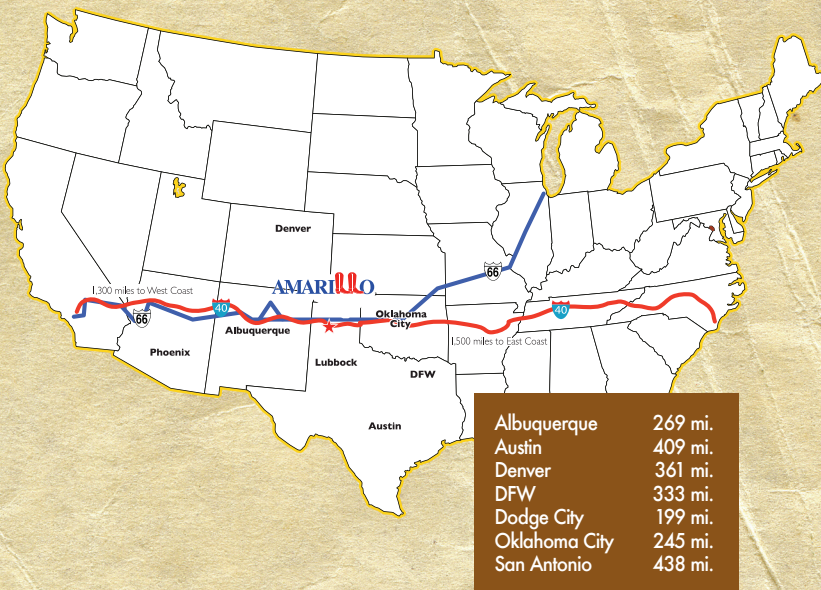 Denver
AMARILLO
1,300 miles to West Coast
66
40
66
40
Albuquerque
Oklahoma
City
1,500 miles to East Coast
Phoenix
Lubbock
DFW
Austin
Albuquerque 269 mi.
Austin 409 mi.
Denver 361 mi.
DFW 333 mi.
Dodge City 199 mi.
Oklahoma City 245 mi.
San Antonio 438 mi.